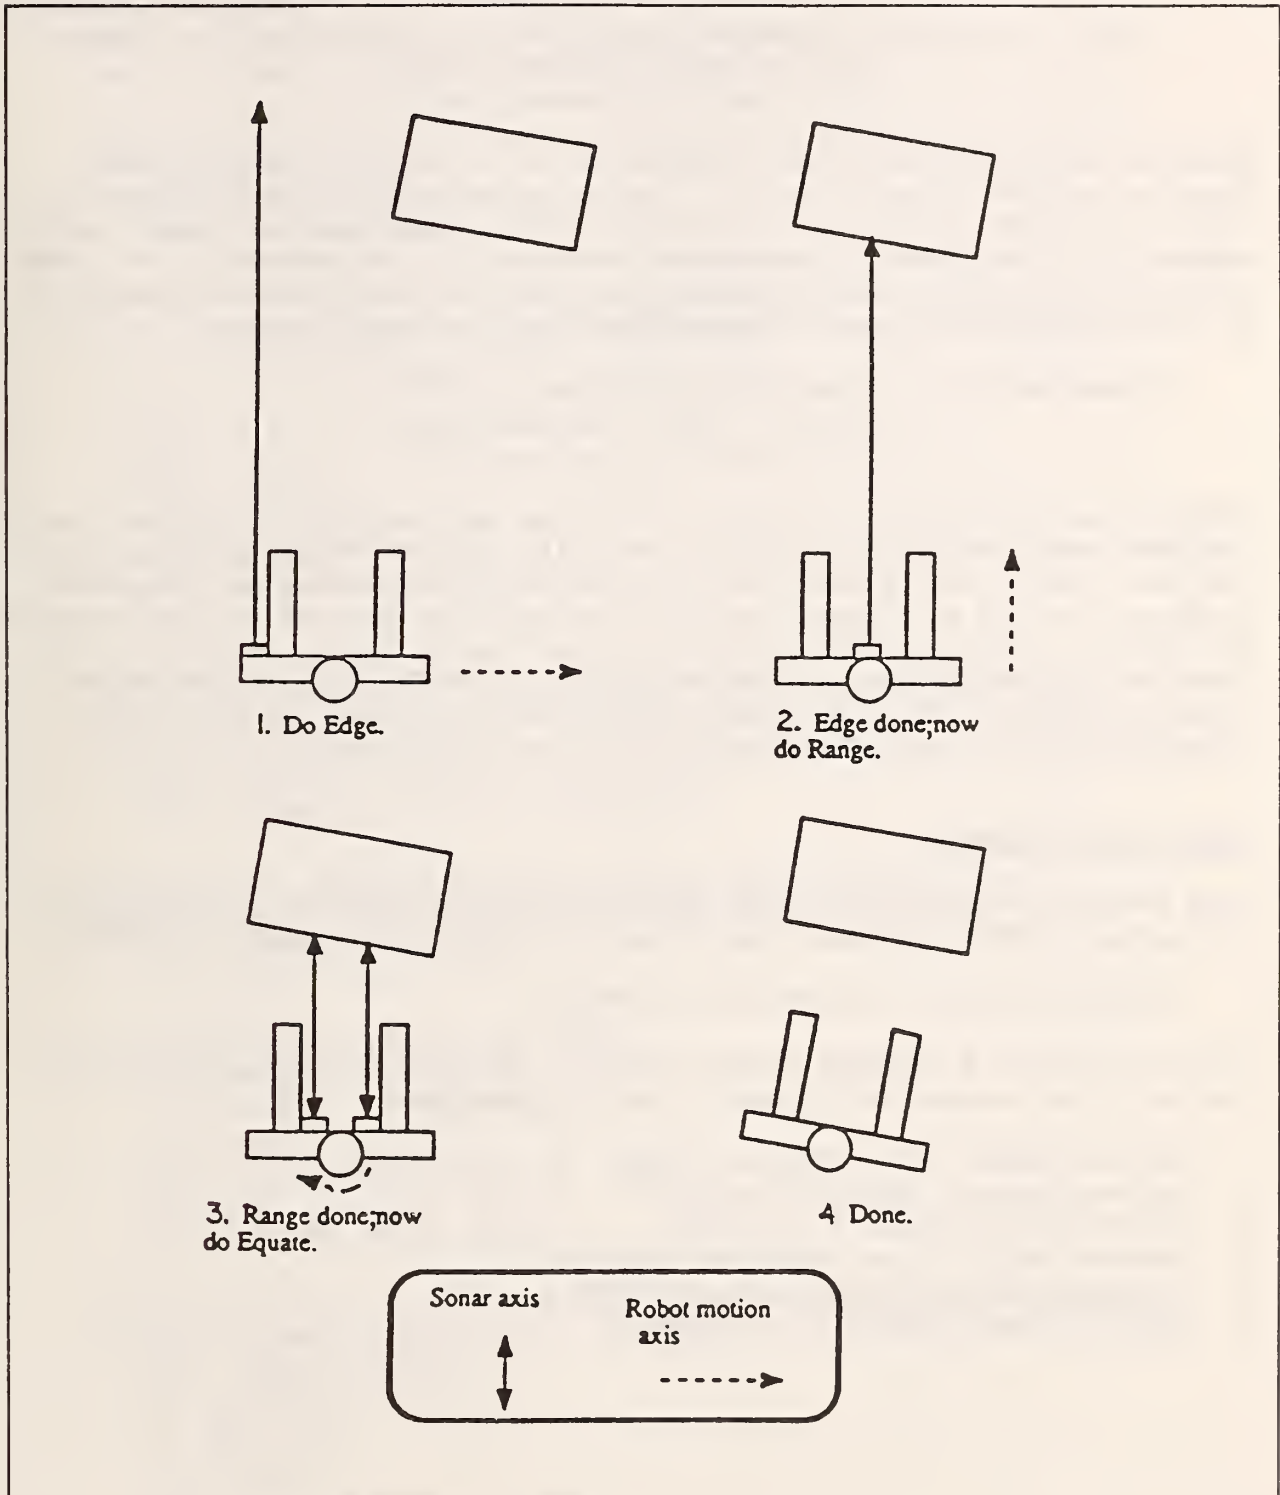 1. Do Edge.
2. Edge done;now
do Range.
3. Range done;now
do Equate.
4 Done.
Sonar axis
Robot motion
axis